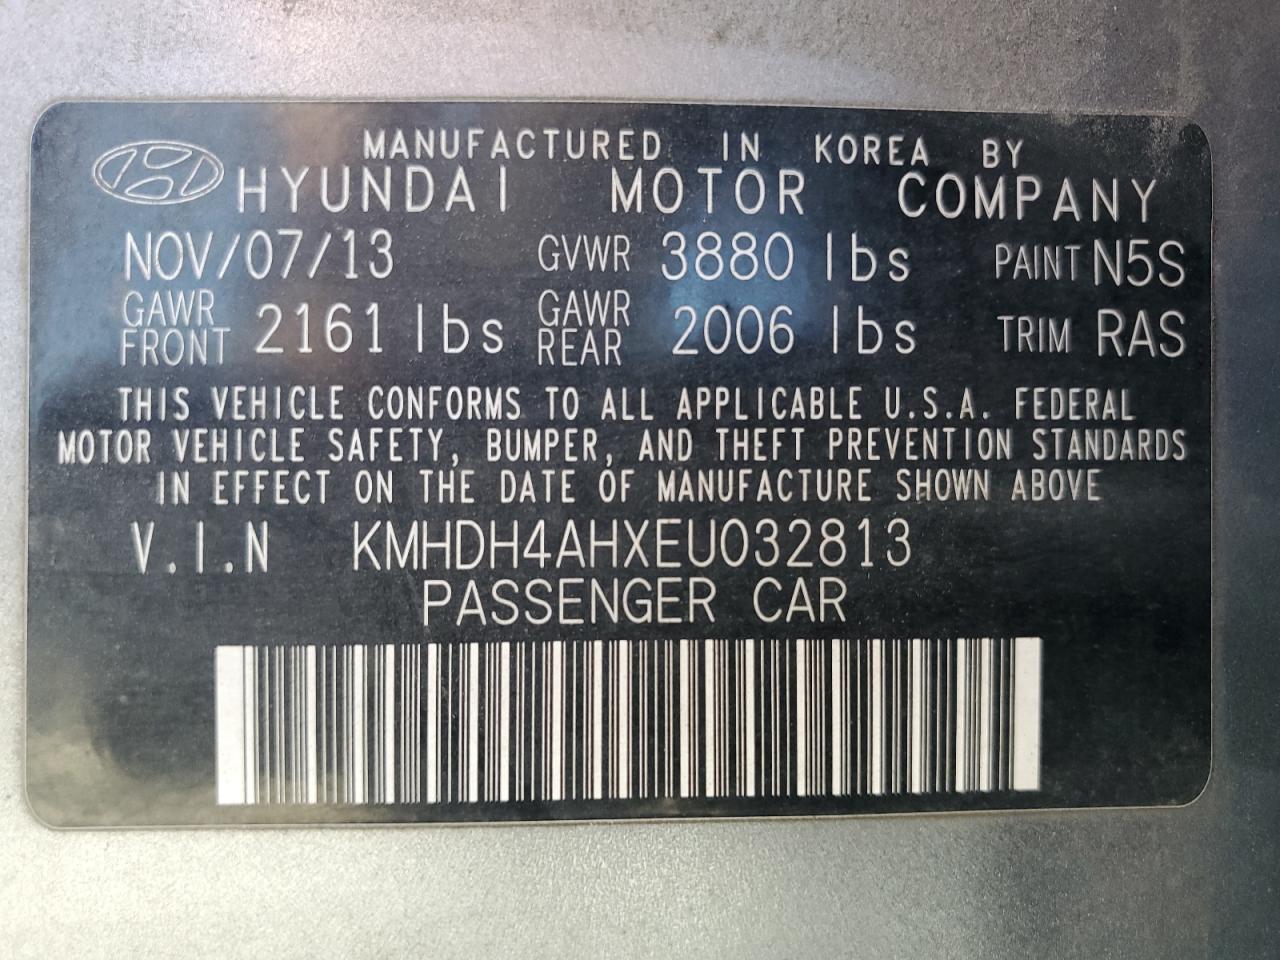 MANUFACTURED IN KOREA BY
HYUNDAI MOTOR COMPANY
NOV/07/13 GVWR 3880 lbs PAINT N5S
GAWR FRONT 2161 lbs GAWR REAR 2006 lbs TRIM RAS
THIS VEHICLE CONFORMS TO ALL APPLICABLE U.S.A. FEDERAL
MOTOR VEHICLE SAFETY, BUMPER, AND THEFT PREVENTION STANDARDS
IN EFFECT ON THE DATE OF MANUFACTURE SHOWN ABOVE
V.I.N KMHDH4AHXEU032813
PASSENGER CAR